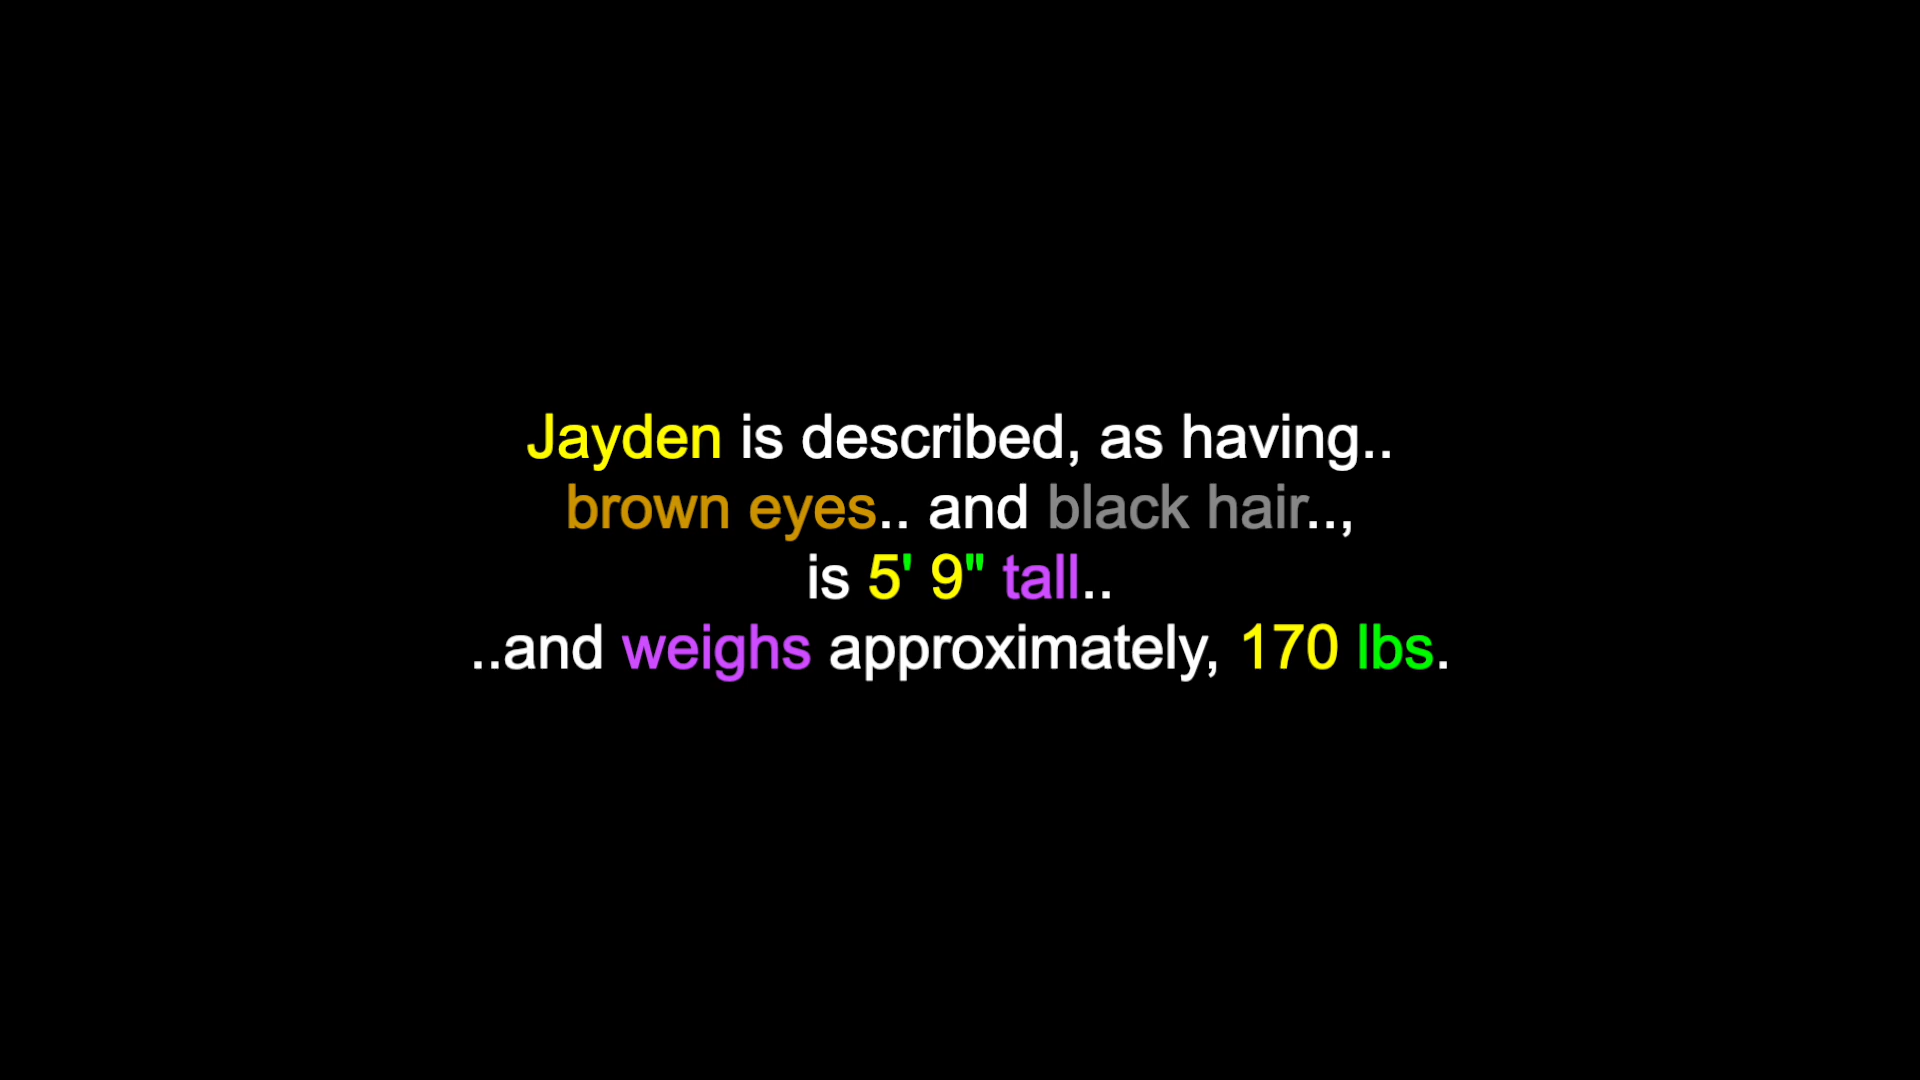 Jayden is described, as having..
brown eyes.. and black hair..,
is 5' 9" tall..
..and weighs approximately, 170 lbs.